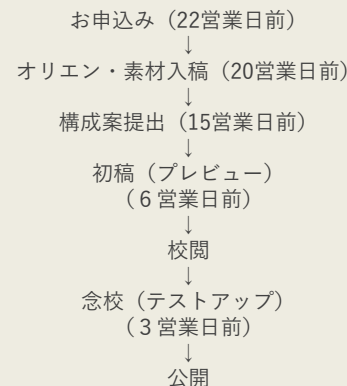 お申込み（22営業日前）
↓
オリエン・素材入稿（20営業日前）
↓
構成案提出（15営業日前）
↓
初稿（プレビュー）
（６営業日前）
↓
校閲
↓
念校（テストアップ）
（３営業日前）
↓
公開